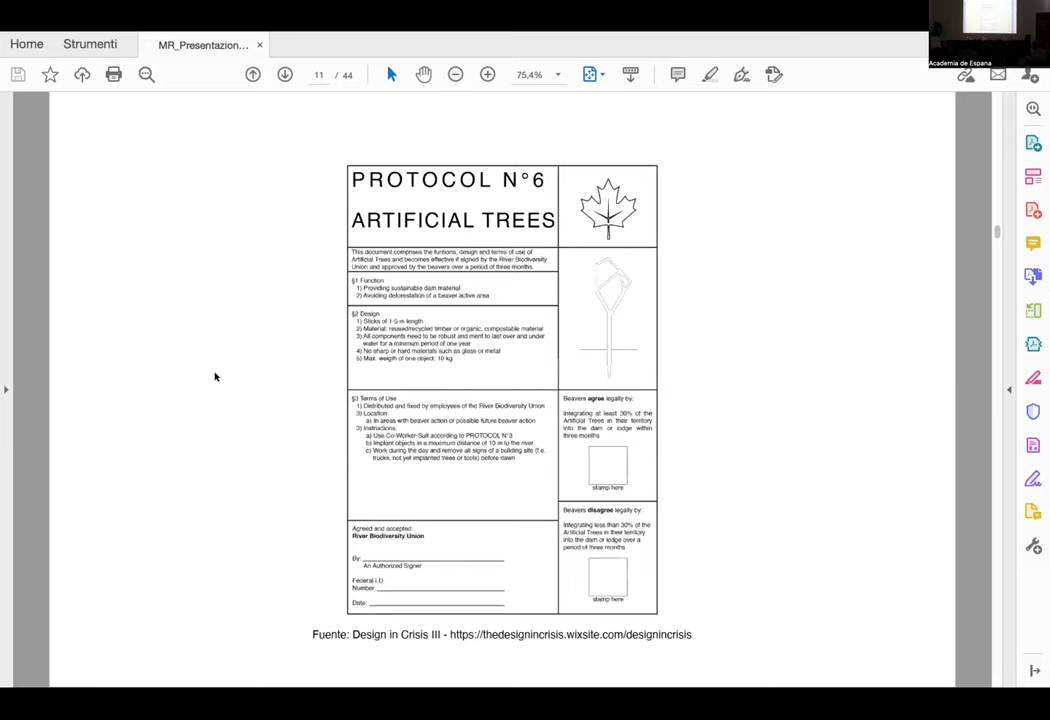 Academia de Espana
Home
Strumenti
MR_Presentazion... ×
11 / 44
75,4%
PROTOCOL N°6
ARTIFICIAL TREES
This document comprises the funtions, design and terms of use of
Artificial Trees and becomes effective if signed by the River Biodiversity
Union and approved by the beavers over a period of three months.
§1 Function
1) Providing sustainable dam material
2) Avoiding deforestation of a beaver active area
§2 Design
1) Sticks of 1-5 m length
2) Material: reused/recycled timber or organic, compostable material
3) All components need to be robust and ment to last over and under
water for a minimum period of one year
4) No sharp or hard materials such as glass or metal
5) Max. weigth of one object: 10 kg
§3 Terms of Use
1) Distributed and fixed by employees of the River Biodiversity Union
3) Location:
a) In areas with beaver action or possible future beaver action
3) Instructions:
a) Use Co-Worker-Suit according to PROTOCOL N°3
b) Implant objects in a maximum distance of 10 m to the river
c) Work during the day and remove all signs of a building site (f.e.
trucks, not yet implanted trees or tools) before dawn
Agreed and accepted:
River Biodiversity Union
By:
An Authorized Signer
Federal I.D.
Number:
Date:
Beavers agree legally by:
Integrating at least 30% of the
Artificial Trees in their territory
into the dam or lodge within
three months
stamp here
Beavers disagree legally by:
Integrating less than 30% of the
Artificial Trees in their territory
into the dam or lodge over a
period of three months
stamp here
Fuente: Design in Crisis III - https://thedesignincrisis.wixsite.com/designincrisis